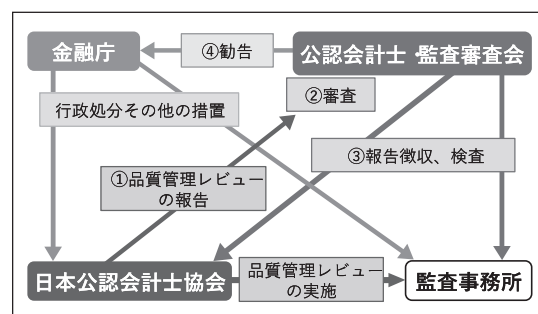 金融庁
④勧告
公認会計士・監査審査会
②審査
行政処分その他の措置
③報告徴収、検査
①品質管理レビュー
の報告
日本公認会計士協会
品質管理レビュー
の実施
監査事務所